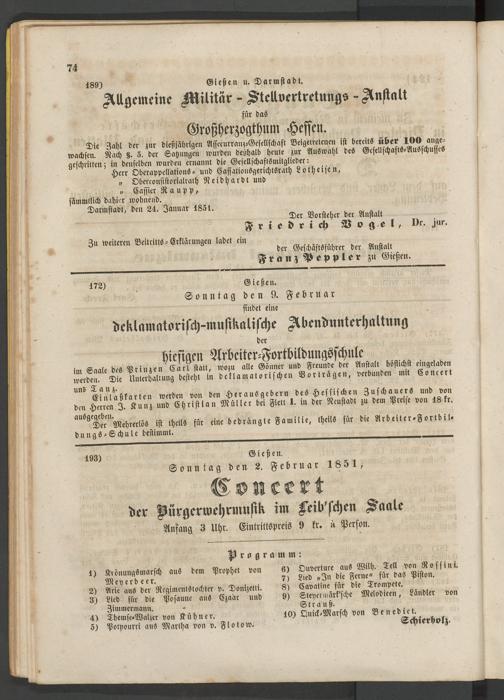 74
189) Gießen u. Darmstadt.
Allgemeine Militär-Stellvertretungs-Anstalt
für das
Großherzogthum Hessen.
Die Zahl der zur dießjährigen Assecuranz-Gesellschaft Beigetretenen ist bereits über 100 ange-
wachsen. Nach §. 5. der Satzungen wurden deßhalb heute zur Auswahl des Gesellschafts-Ausschusses
geschritten; in denselben wurden ernannt die Gesellschaftsmitglieder:
Herr Oberappellations- und Cassationsgerichtsrath Lotheisen,
„ Oberconsistorialrath Neidhardt und
„ Cassier Raupp,
sämmtlich dahier wohnend.
Darmstadt, den 24. Januar 1851.
Der Vorsteher der Anstalt
Friedrich Vogel, Dr. jur.
Zu weiteren Beitritts-Erklärungen ladet ein
der Geschäftsführer der Anstalt
Franz Peppler zu Gießen.
172) Gießen.
Sonntag den 9. Februar
findet eine
deklamatorisch-musikalische Abendunterhaltung
der
hiesigen Arbeiter-Fortbildungsschule
im Saale des Prinzen Carl statt, wozu alle Gönner und Freunde der Anstalt höflichst eingeladen
werden. Die Unterhaltung besteht in deklamatorischen Vorträgen, verbunden mit Concert
und Tanz.
Einlaßkarten werden von den Herausgebern des Hessischen Zuschauers und von
den Herren J. Kunz und Christian Müller bei Flett I. in der Neustadt zu dem Preise von 18 kr.
ausgegeben.
Der Mehrerlös ist theils für eine bedrängte Familie, theils für die Arbeiter-Fortbil-
dungs-Schule bestimmt.
193) Gießen.
Sonntag den 2. Februar 1851,
Concert
der Bürgerwehrmusik im Leib'schen Saale
Anfang 3 Uhr. Eintrittspreis 9 kr. à Person.
Programm:
1) Krönungsmarsch aus dem Prophet von
Meyerbeer.
2) Arie aus der Regimentstochter v. Donizetti.
3) Lied für die Posaune aus Czaar und
Zimmermann.
4) Themse-Walzer von Kühner.
5) Potpourri aus Martha von v. Flotow.
6) Ouverture aus Wilh. Tell von Rossini.
7) Lied „In die Ferne“ für das Piston.
8) Cavatine für die Trompete.
9) Steyermärk'sche Melodieen, Ländler von
Strauß.
10) Quick-Marsch von Benedict.
Schierholz.